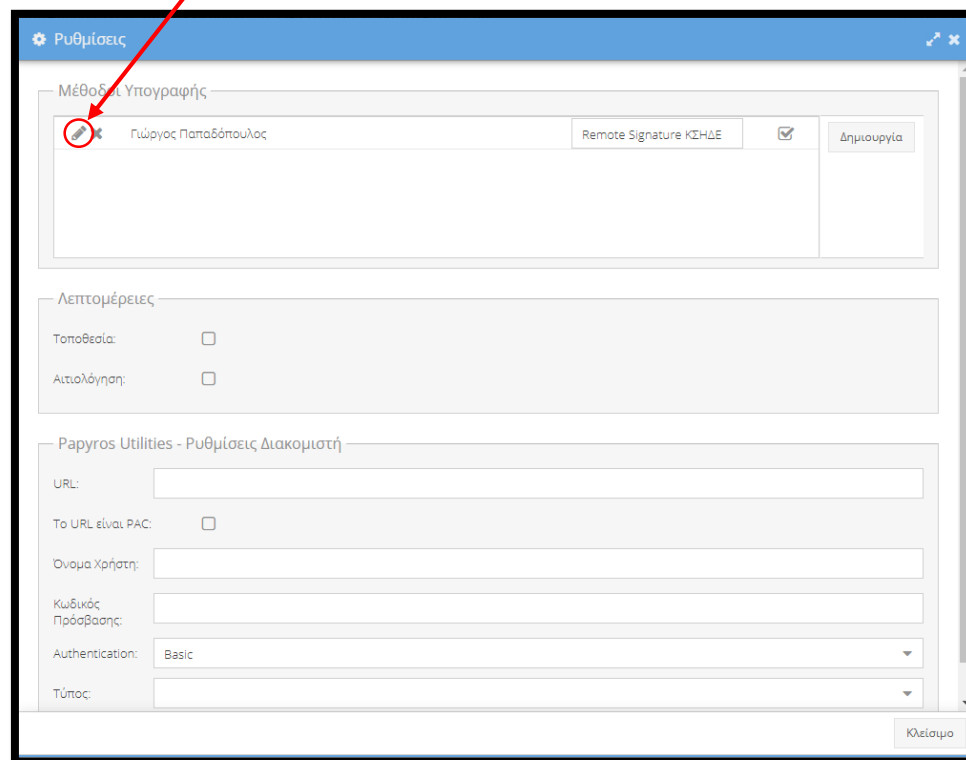 Ρυθμίσεις
Μέθοδοι Υπογραφής
Γιώργος Παπαδόπουλος Remote Signature ΚΣΗΔΕ Δημιουργία
Λεπτομέρειες
Τοποθεσία:
Αιτιολόγηση:
Papyros Utilities - Ρυθμίσεις Διακομιστή
URL:
Το URL είναι PAC:
Όνομα Χρήστη:
Κωδικός
Πρόσβασης:
Authentication: Basic
Τύπος:
Κλείσιμο